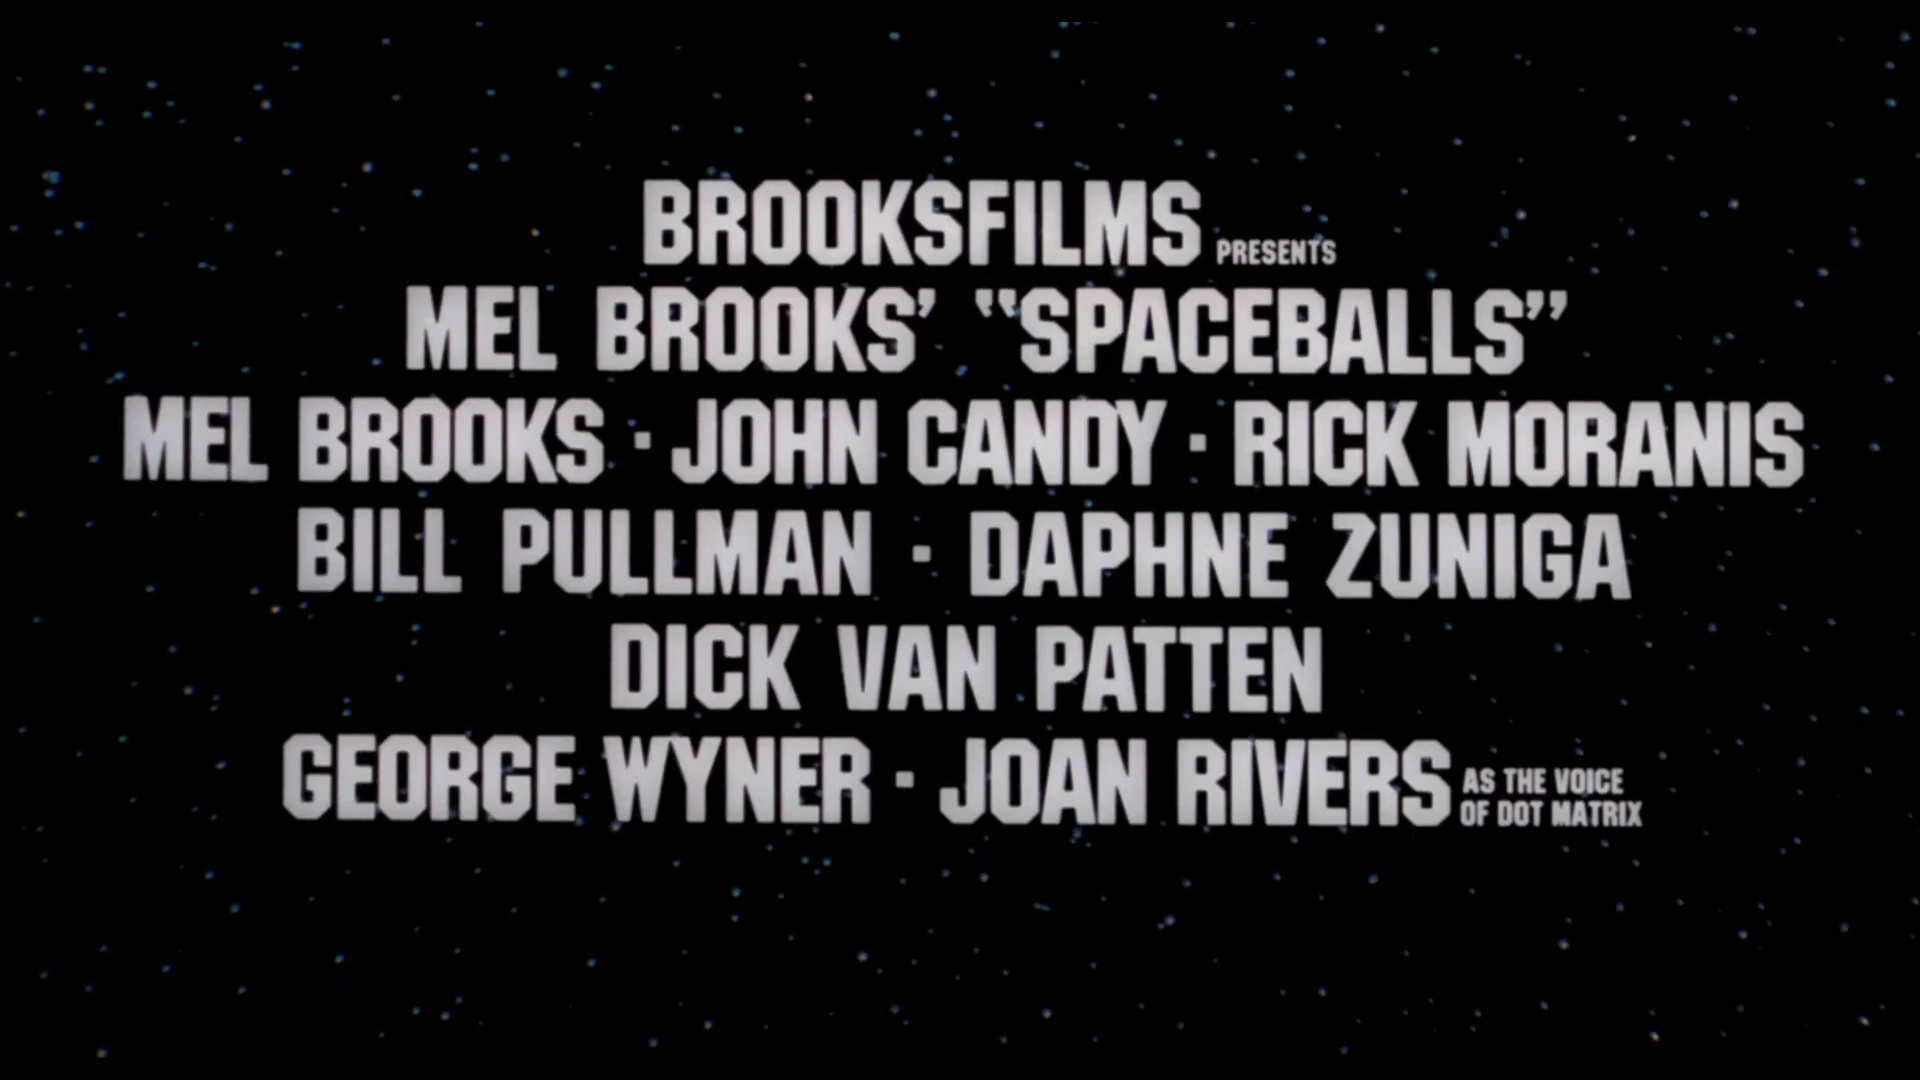 BROOKSFILMS PRESENTS
MEL BROOKS' "SPACEBALLS"
MEL BROOKS · JOHN CANDY · RICK MORANIS
BILL PULLMAN · DAPHNE ZUNIGA
DICK VAN PATTEN
GEORGE WYNER · JOAN RIVERS AS THE VOICE
OF DOT MATRIX